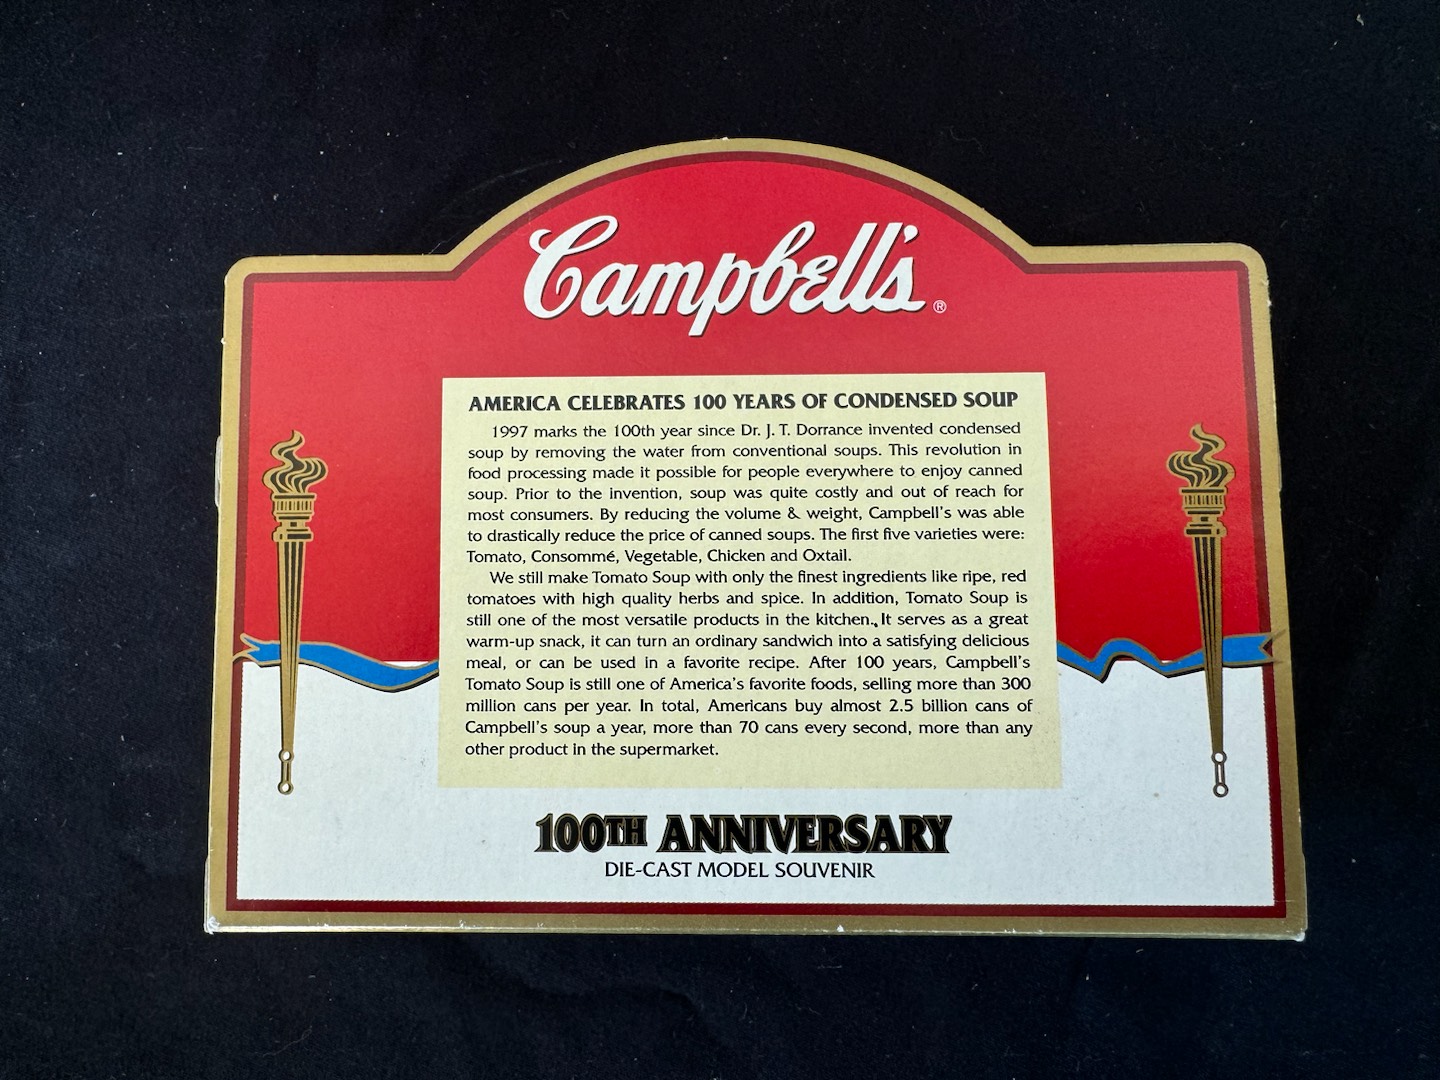 Campbell's®
AMERICA CELEBRATES 100 YEARS OF CONDENSED SOUP
1997 marks the 100th year since Dr. J. T. Dorrance invented condensed
soup by removing the water from conventional soups. This revolution in
food processing made it possible for people everywhere to enjoy canned
soup. Prior to the invention, soup was quite costly and out of reach for
most consumers. By reducing the volume & weight, Campbell's was able
to drastically reduce the price of canned soups. The first five varieties were:
Tomato, Consommé, Vegetable, Chicken and Oxtail.
We still make Tomato Soup with only the finest ingredients like ripe, red
tomatoes with high quality herbs and spice. In addition, Tomato Soup is
still one of the most versatile products in the kitchen. It serves as a great
warm-up snack, it can turn an ordinary sandwich into a satisfying delicious
meal, or can be used in a favorite recipe. After 100 years, Campbell's
Tomato Soup is still one of America's favorite foods, selling more than 300
million cans per year. In total, Americans buy almost 2.5 billion cans of
Campbell's soup a year, more than 70 cans every second, more than any
other product in the supermarket.
100TH ANNIVERSARY
DIE-CAST MODEL SOUVENIR